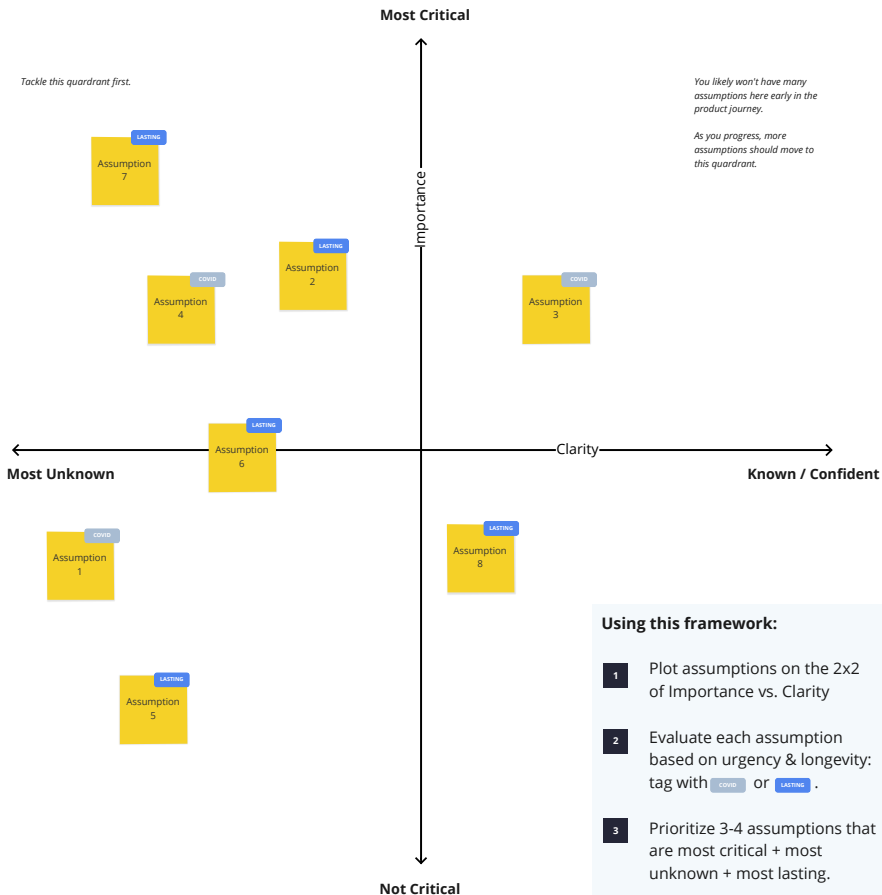 Most Critical
Tackle this quardrant first.
You likely won't have many
assumptions here early in the
product journey.
As you progress, more
assumptions should move to
this quardrant.
LASTING
Assumption
7
Importance
LASTING
Assumption
2
COVID
Assumption
4
COVID
Assumption
3
LASTING
Assumption
6
Clarity
Most Unknown
Known / Confident
COVID
Assumption
1
LASTING
Assumption
8
LASTING
Assumption
5
Using this framework:
1
Plot assumptions on the 2x2
of Importance vs. Clarity
2
Evaluate each assumption
based on urgency & longevity:
tag with COVID or LASTING .
3
Prioritize 3-4 assumptions that
are most critical + most
unknown + most lasting.
Not Critical